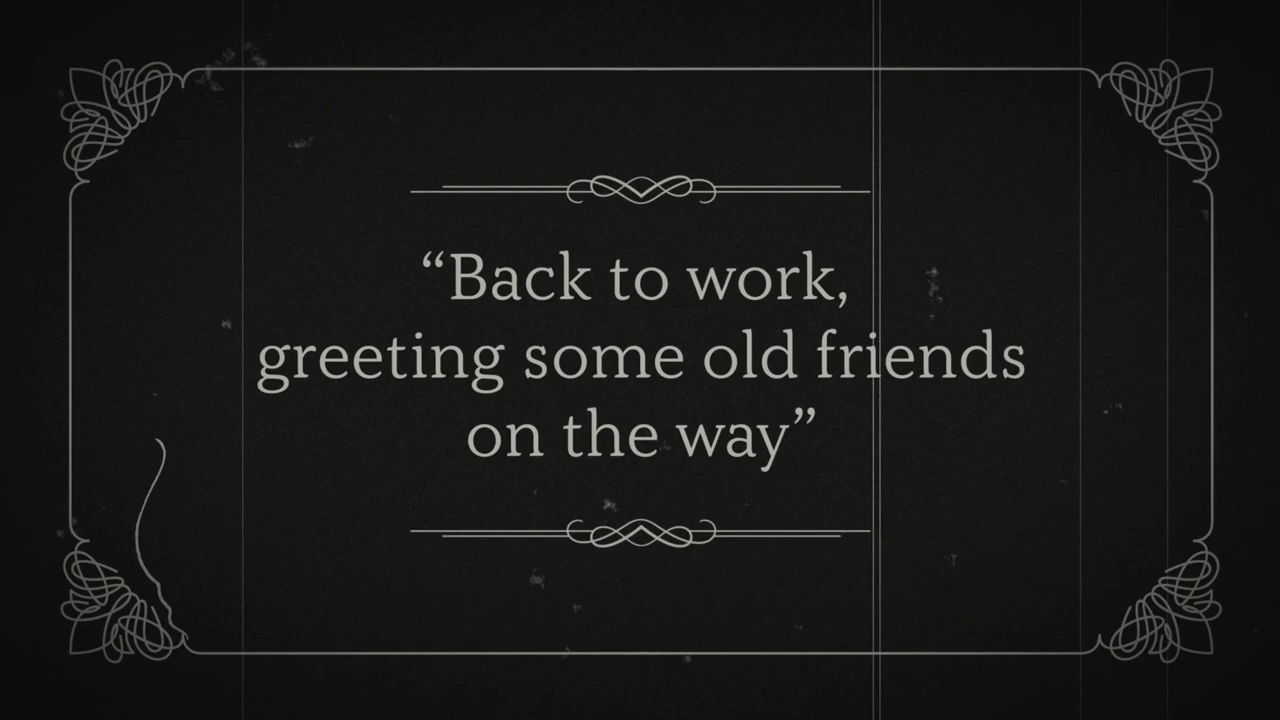 “Back to work,
greeting some old friends
on the way”